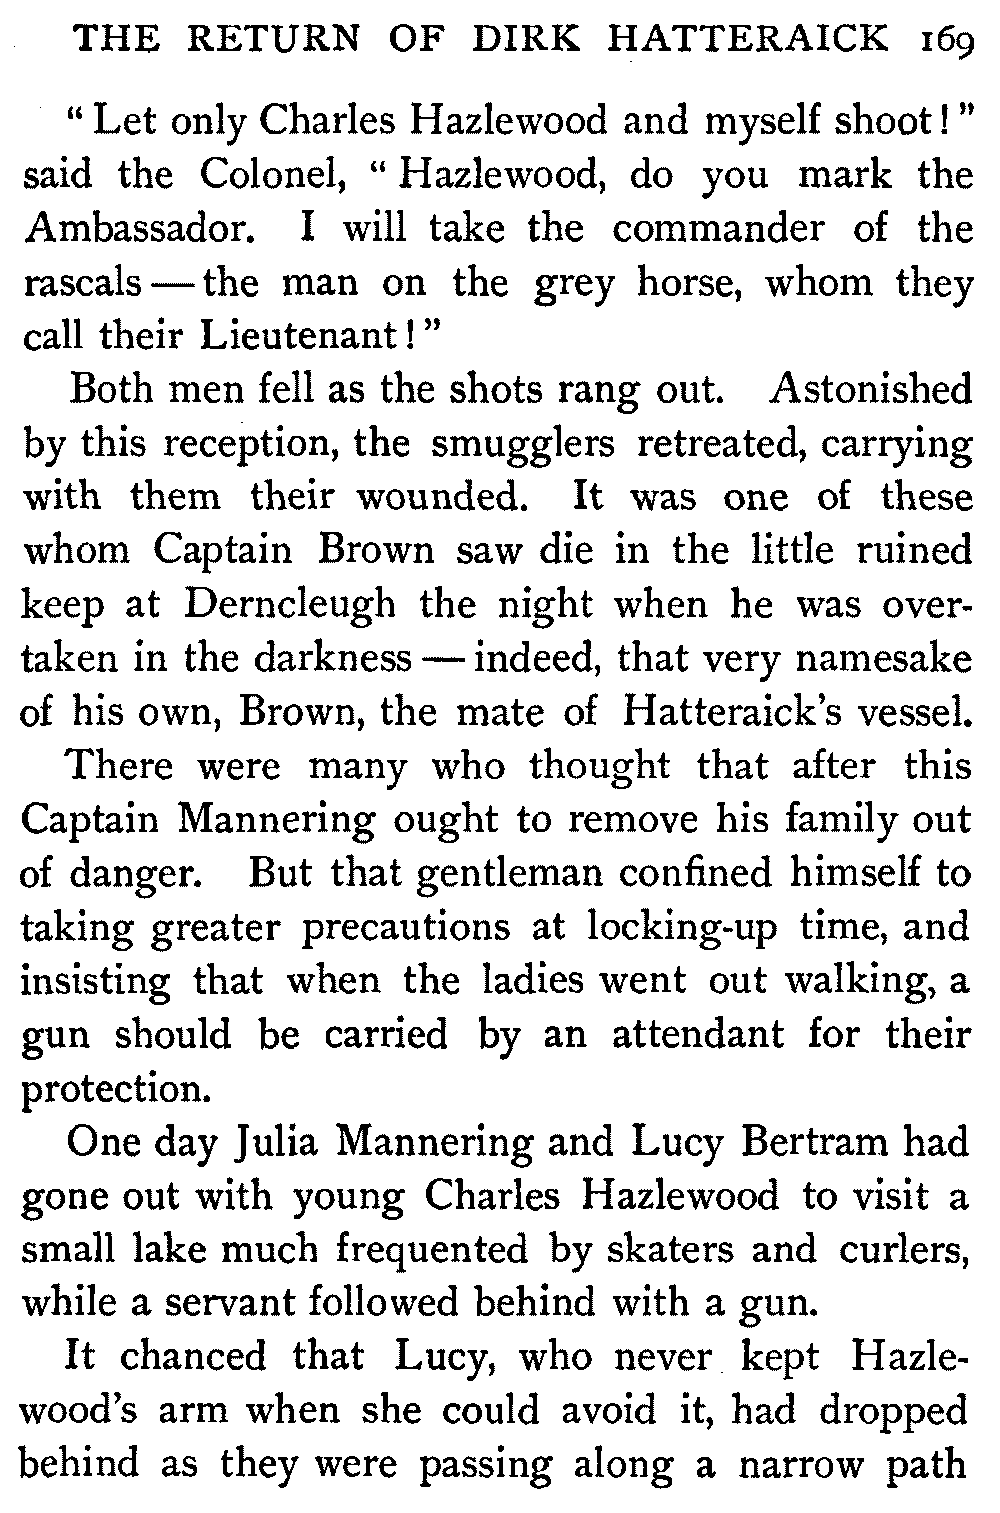 THE RETURN OF DIRK HATTERAICK 169
“ Let only Charles Hazlewood and myself shoot! ”
said the Colonel, “ Hazlewood, do you mark the
Ambassador. I will take the commander of the
rascals — the man on the grey horse, whom they
call their Lieutenant! ”
Both men fell as the shots rang out. Astonished
by this reception, the smugglers retreated, carrying
with them their wounded. It was one of these
whom Captain Brown saw die in the little ruined
keep at Derncleugh the night when he was over-
taken in the darkness — indeed, that very namesake
of his own, Brown, the mate of Hatteraick's vessel.
There were many who thought that after this
Captain Mannering ought to remove his family out
of danger. But that gentleman confined himself to
taking greater precautions at locking-up time, and
insisting that when the ladies went out walking, a
gun should be carried by an attendant for their
protection.
One day Julia Mannering and Lucy Bertram had
gone out with young Charles Hazlewood to visit a
small lake much frequented by skaters and curlers,
while a servant followed behind with a gun.
It chanced that Lucy, who never kept Hazle-
wood's arm when she could avoid it, had dropped
behind as they were passing along a narrow path